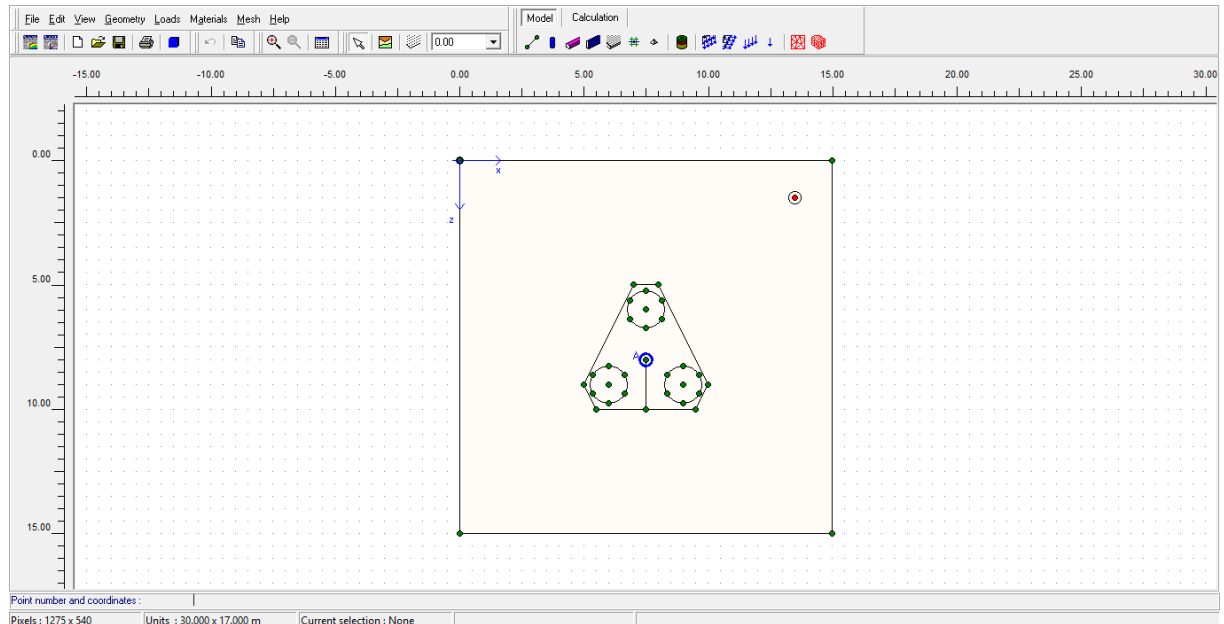 File Edit View Geometry Loads Materials Mesh Help
Model Calculation
0.00
-15.00 -10.00 -5.00 0.00 5.00 10.00 15.00 20.00 25.00 30.00
0.00
x
z
5.00
A
10.00
15.00
Point number and coordinates :
Pixels : 1275 x 540 Units : 30.000 x 17.000 m Current selection : None